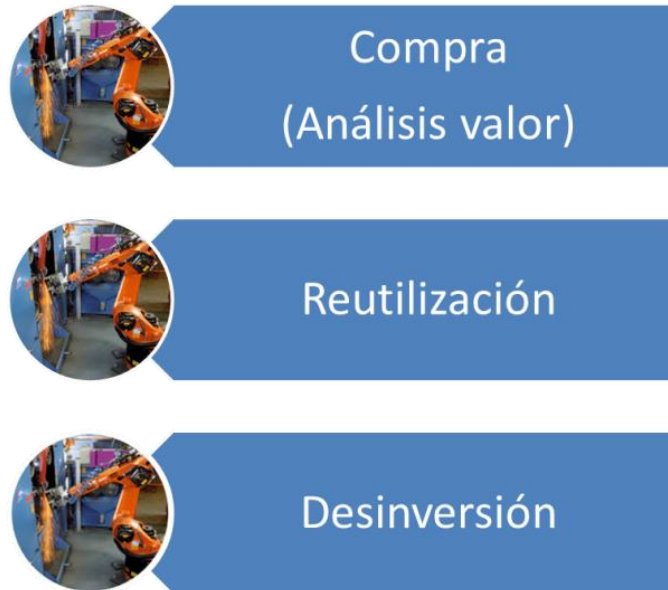 Compra
(Análisis valor)
Reutilización
Desinversión